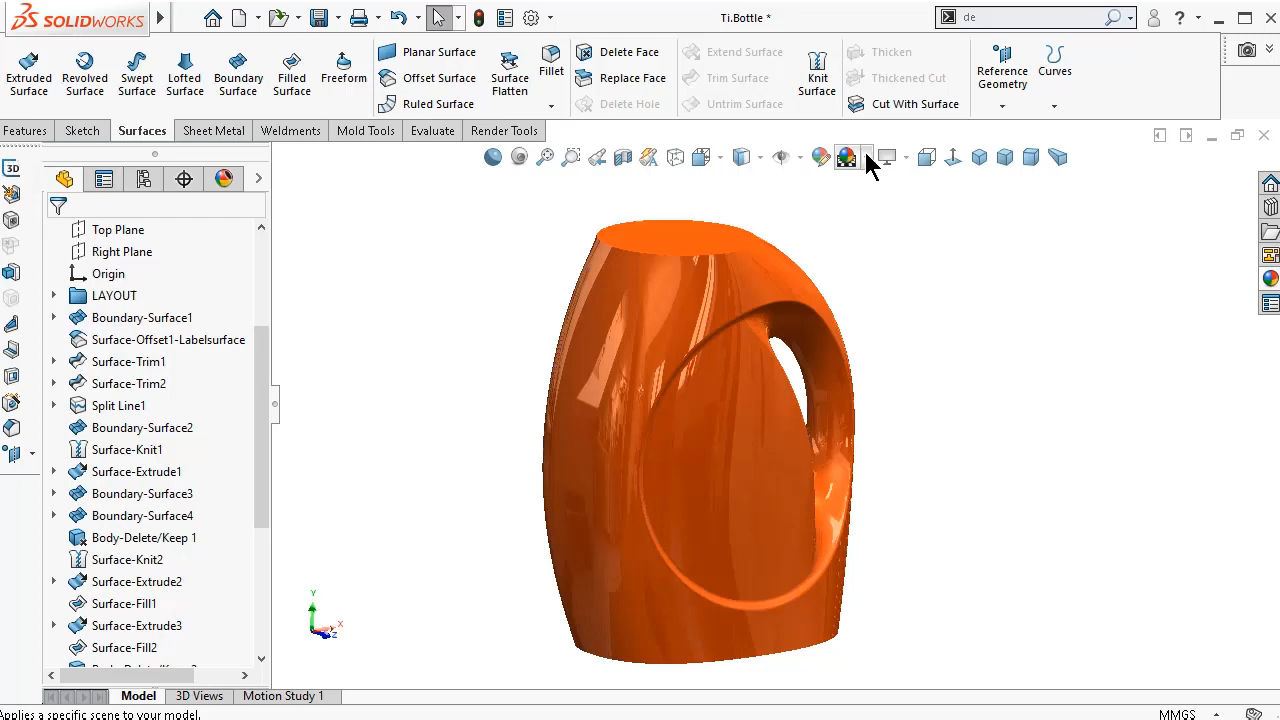 SOLIDWORKS
Ti.Bottle *
de
?
Extruded Surface
Revolved Surface
Swept Surface
Lofted Surface
Boundary Surface
Filled Surface
Freeform
Planar Surface
Offset Surface
Ruled Surface
Surface Flatten
Fillet
Delete Face
Replace Face
Delete Hole
Extend Surface
Trim Surface
Untrim Surface
Knit Surface
Thicken
Thickened Cut
Cut With Surface
Reference Geometry
Curves
Features
Sketch
Surfaces
Sheet Metal
Weldments
Mold Tools
Evaluate
Render Tools
3D
Top Plane
Right Plane
Origin
LAYOUT
Boundary-Surface1
Surface-Offset1-Labelsurface
Surface-Trim1
Surface-Trim2
Split Line1
Boundary-Surface2
Surface-Knit1
Surface-Extrude1
Boundary-Surface3
Boundary-Surface4
Body-Delete/Keep 1
Surface-Knit2
Surface-Extrude2
Surface-Fill1
Surface-Extrude3
Surface-Fill2
Y
X
Z
Model
3D Views
Motion Study 1
Applies a specific scene to your model.
MMGS